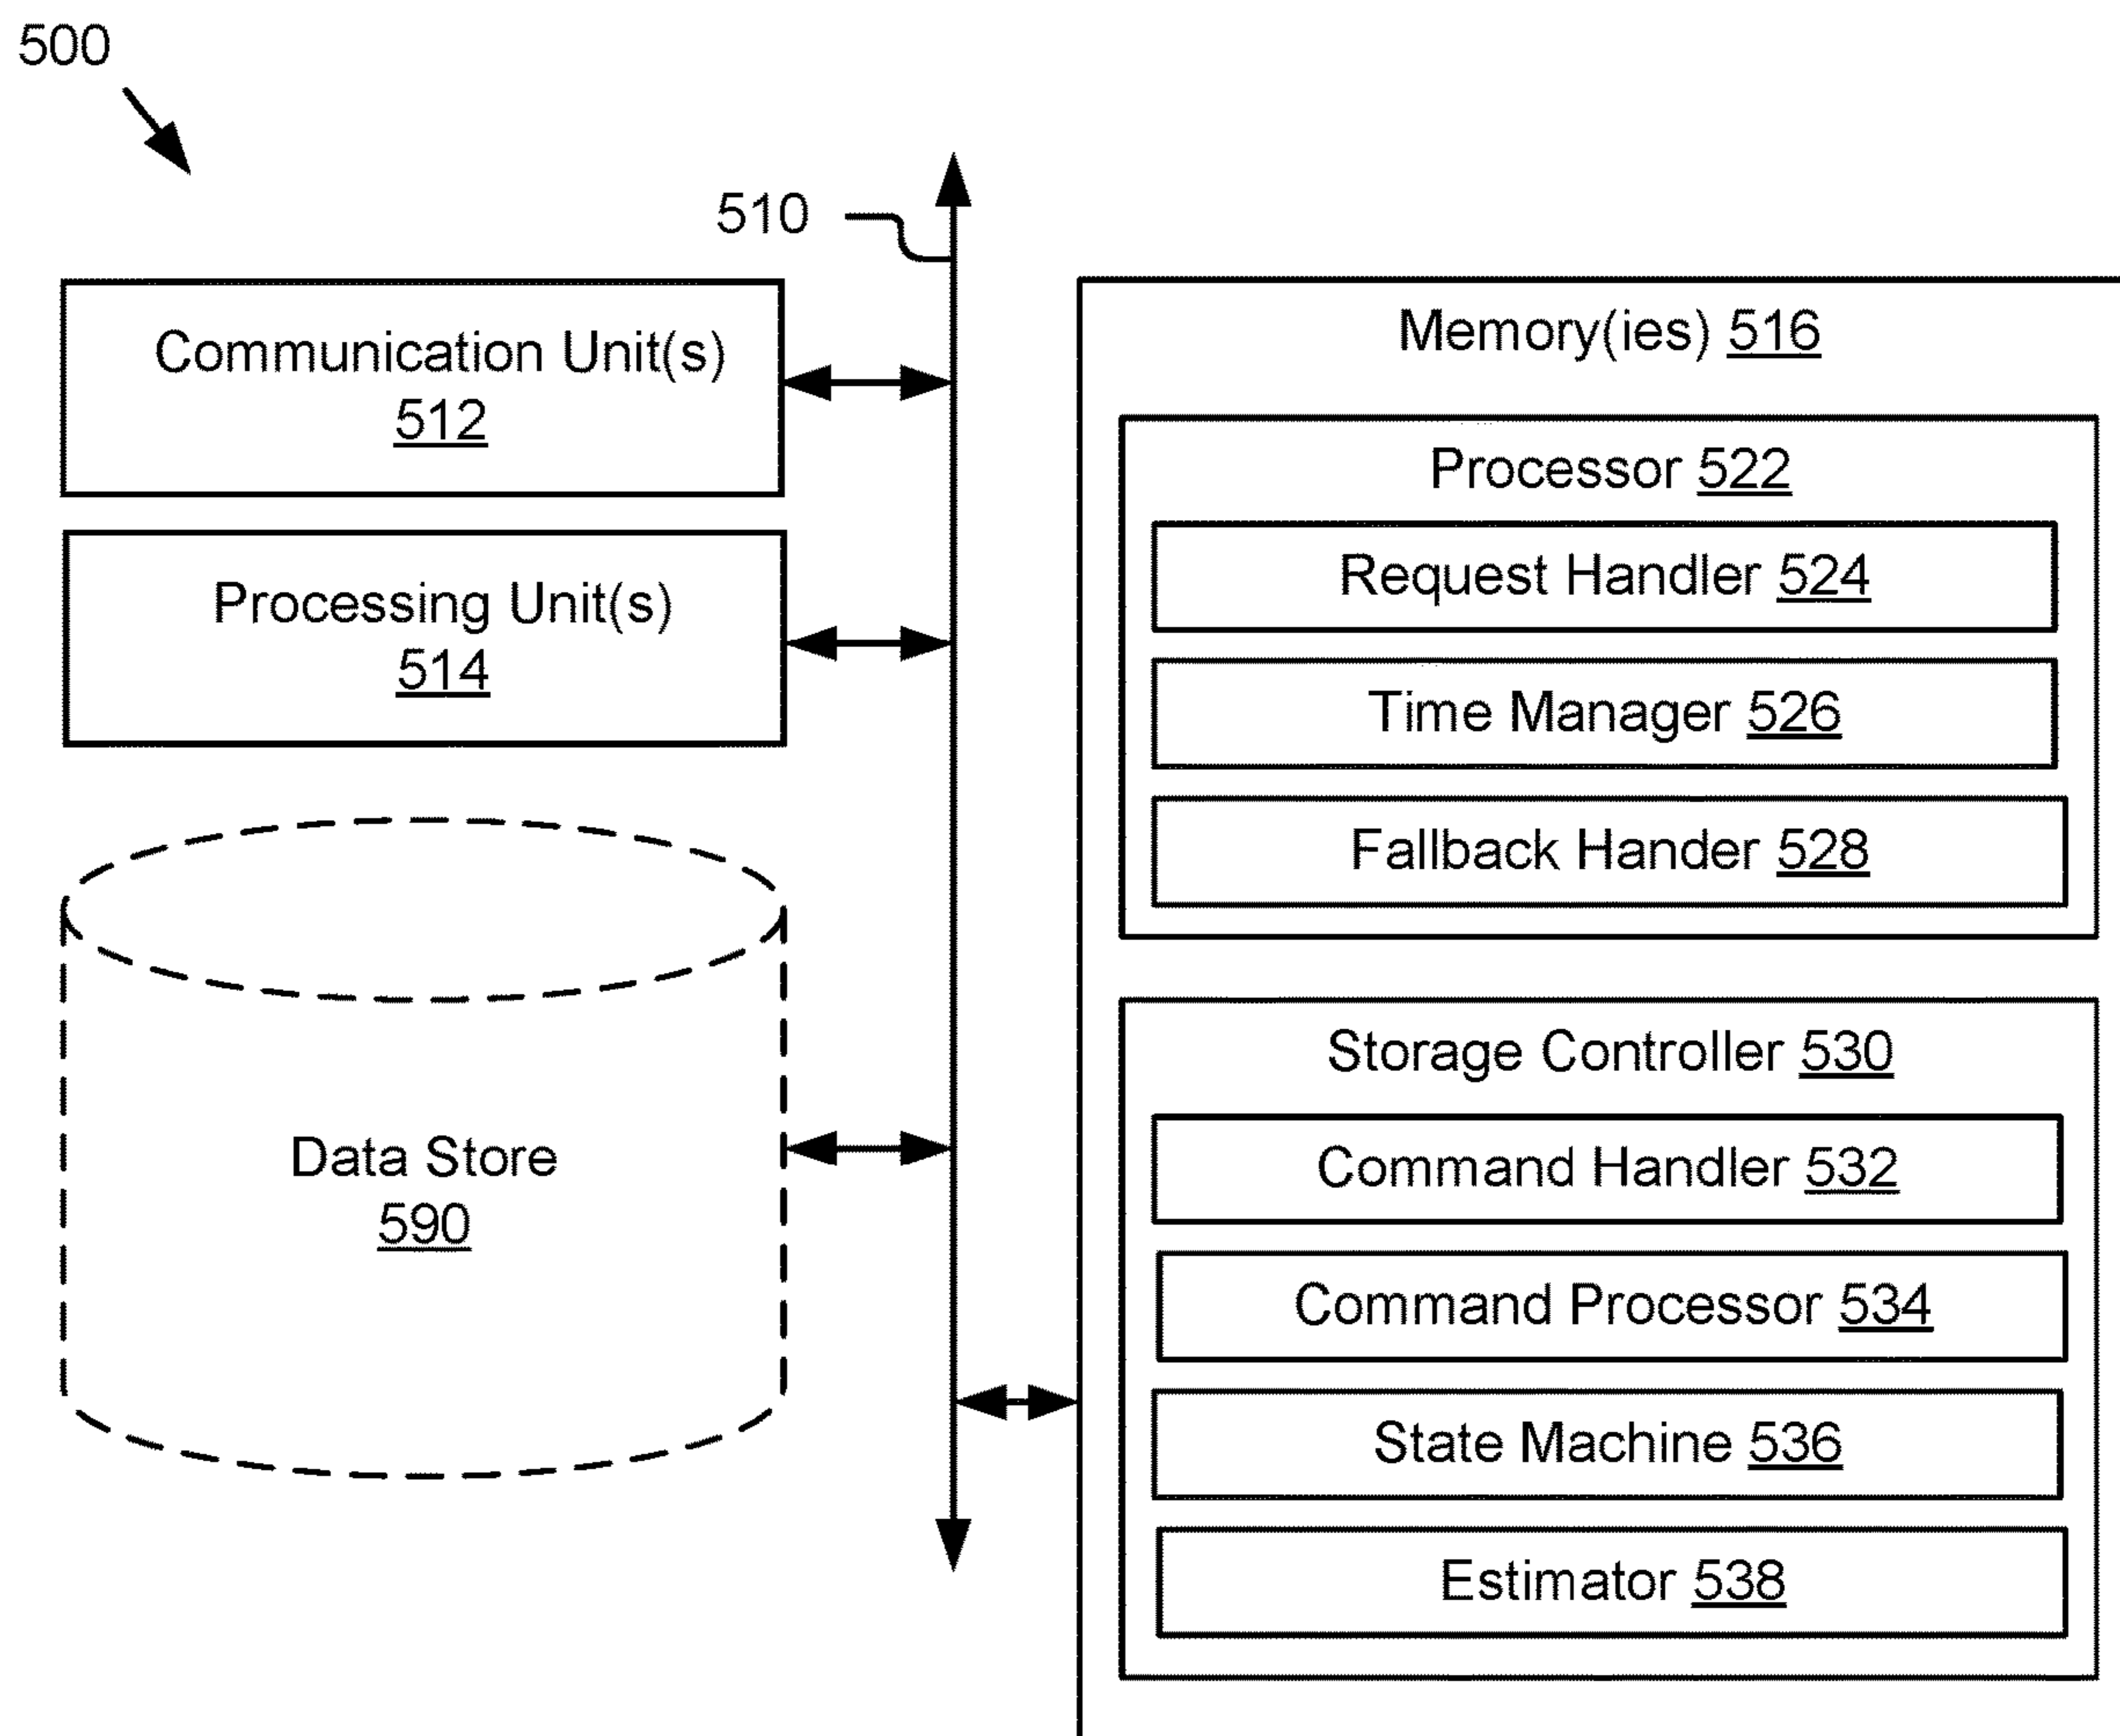 500
510
Communication Unit(s)
512
Processing Unit(s)
514
Data Store
590
Memory(ies) 516
Processor 522
Request Handler 524
Time Manager 526
Fallback Hander 528
Storage Controller 530
Command Handler 532
Command Processor 534
State Machine 536
Estimator 538